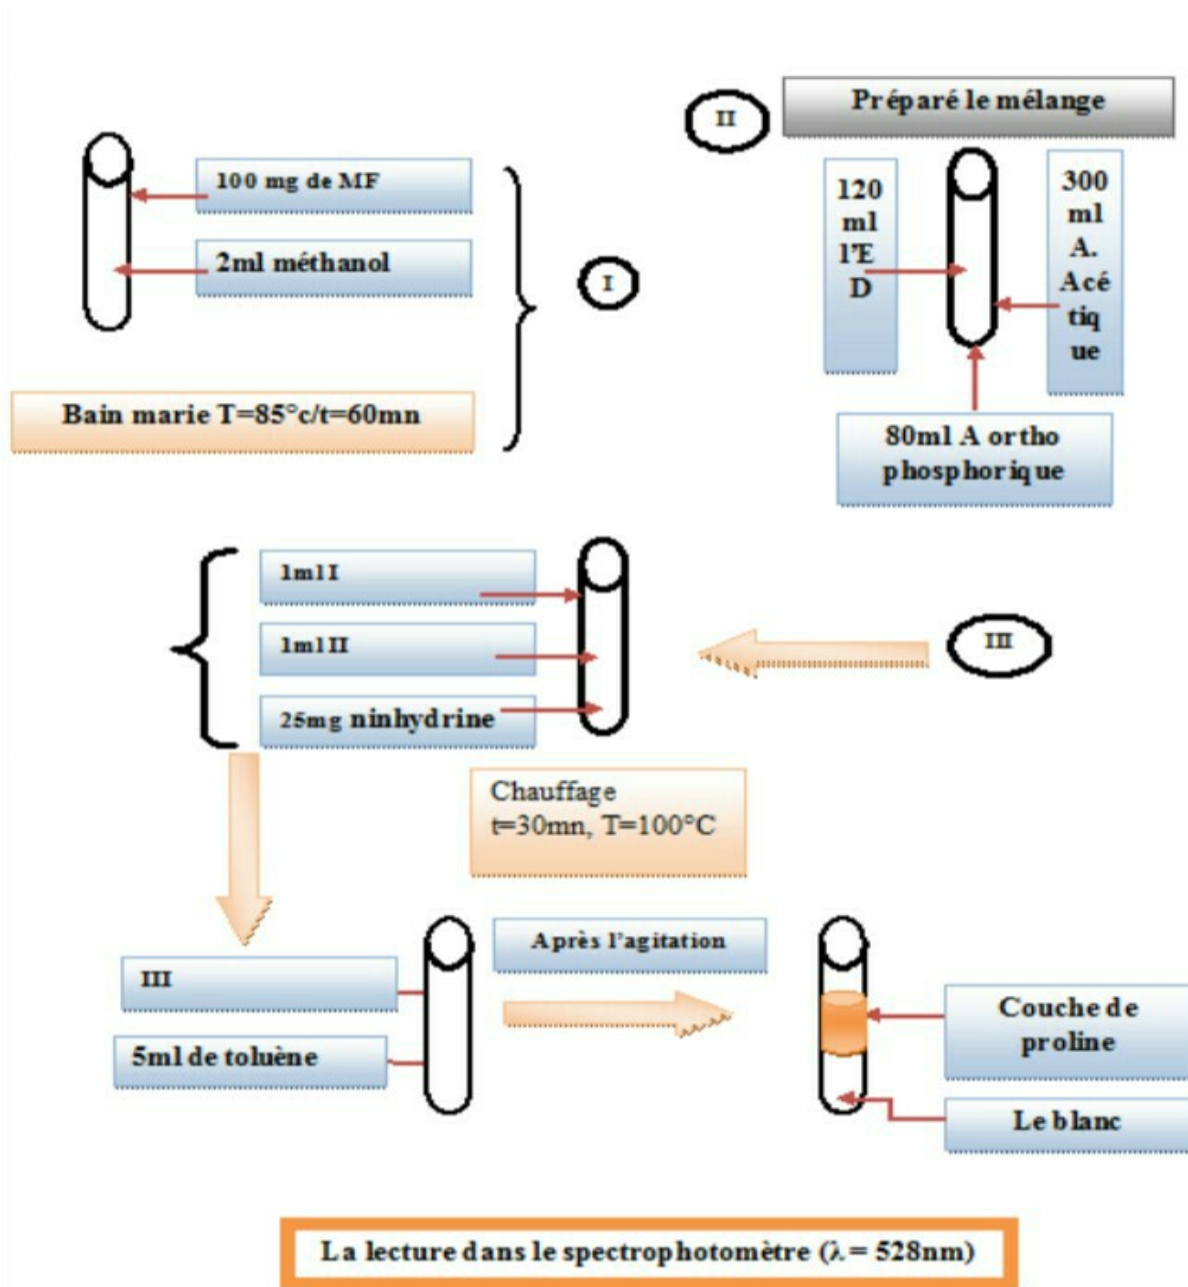 100 mg de MF
2ml méthanol
I
Bain marie T=85°c/t=60mn
II
Préparé le mélange
120
ml
l'E
D
300
ml
A.
Acé
tiq
ue
80ml A ortho
phosphorique
1ml I
1ml II
25mg ninhydrine
III
Chauffage
t=30mn, T=100°C
III
5ml de toluène
Après l'agitation
Couche de
proline
Le blanc
La lecture dans le spectrophotomètre (λ = 528nm)